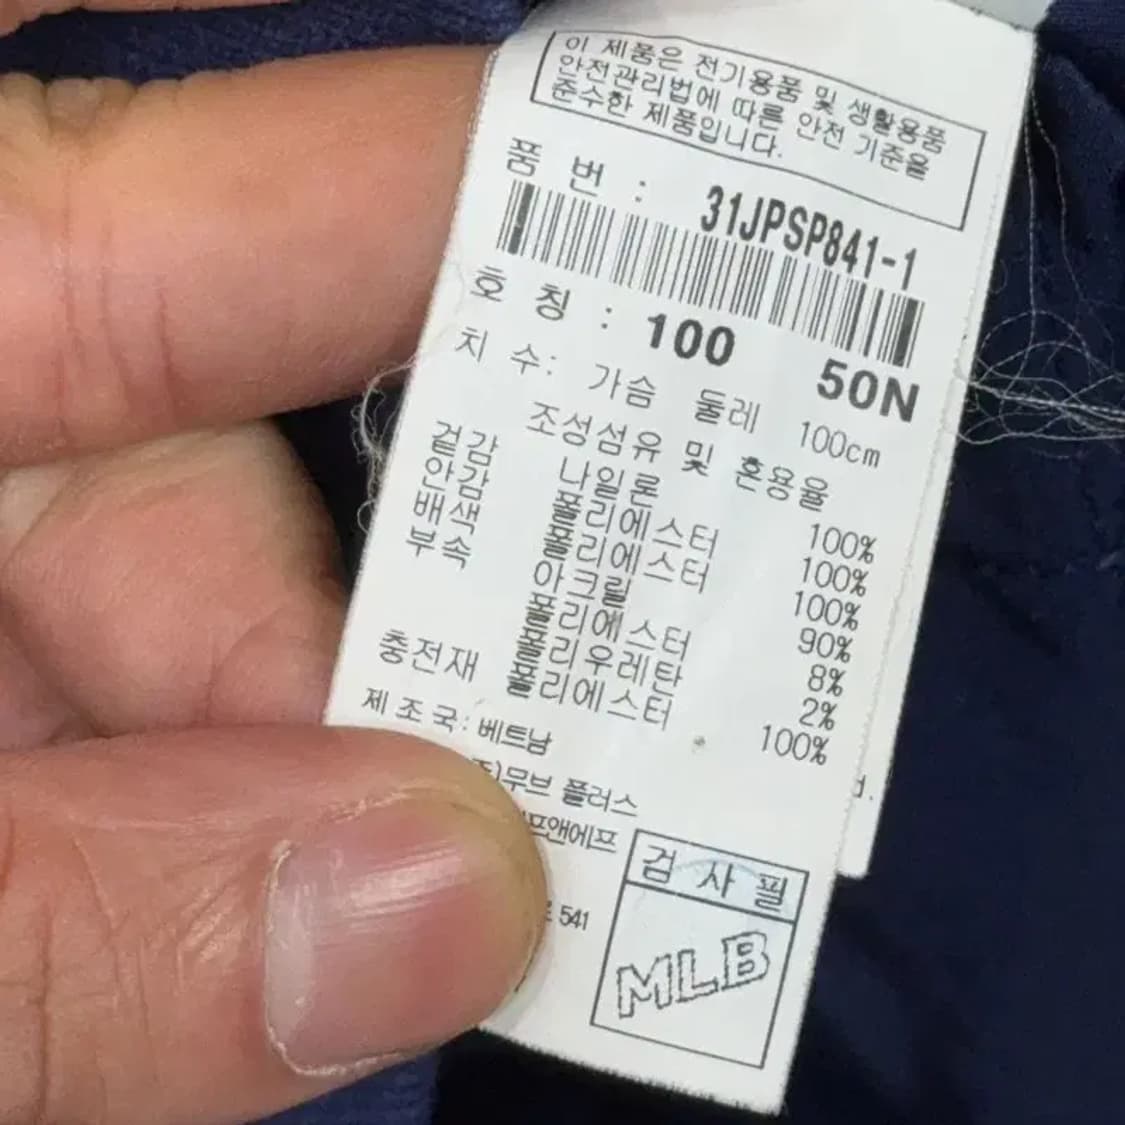 이 제품은 전기용품 및 생활용품
안전관리법에 따른 안전 기준을
준수한 제품입니다.
품 번 : 31JPSP841-1
호 칭 : 100 50N
치 수: 가슴 둘레 100cm
조성섬유 및 혼용율
겉감 나일론 100%
안감 폴리에스터 100%
배색 폴리에스터 100%
부속 아크릴 90%
폴리에스터 8%
폴리우레탄 2%
충전재 폴리에스터 100%
제 조 국: 베트남
)무브 플러스
프앤에프
541
검 사 필
MLB